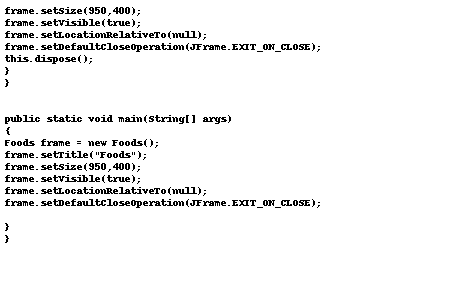 frame.setSize(950,400);
frame.setVisible(true);
frame.setLocationRelativeTo(null);
frame.setDefaultCloseOperation(JFrame.EXIT_ON_CLOSE);
this.dispose();
}
}
public static void main(String[] args)
{
Foods frame = new Foods();
frame.setTitle("Foods");
frame.setSize(950,400);
frame.setVisible(true);
frame.setLocationRelativeTo(null);
frame.setDefaultCloseOperation(JFrame.EXIT_ON_CLOSE);
}
}